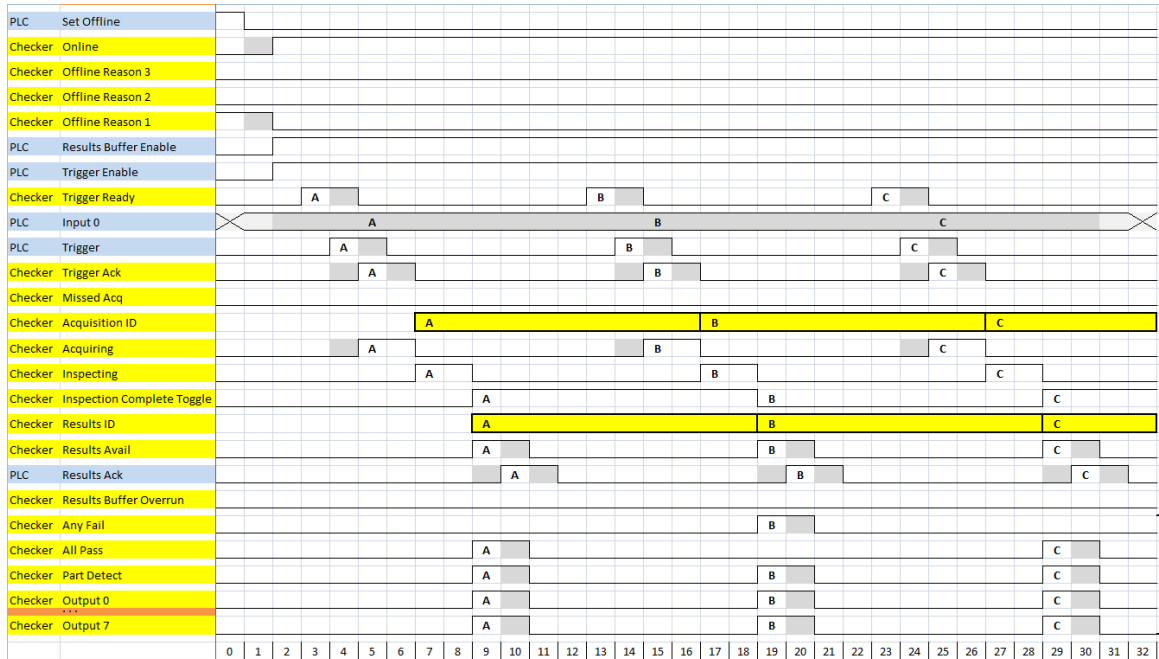 PLC Set Offline
Checker Online
Checker Offline Reason 3
Checker Offline Reason 2
Checker Offline Reason 1
PLC Results Buffer Enable
PLC Trigger Enable
Checker Trigger Ready A B C
PLC Input 0 A B C
PLC Trigger A B C
Checker Trigger Ack A B C
Checker Missed Acq
Checker Acquisition ID A B C
Checker Acquiring A B C
Checker Inspecting A B C
Checker Inspection Complete Toggle A B C
Checker Results ID A B C
Checker Results Avail A B C
PLC Results Ack A B C
Checker Results Buffer Overrun
Checker Any Fail B
Checker All Pass A C
Checker Part Detect A B C
Checker Output 0 A B C
...
Checker Output 7 A B C
0 1 2 3 4 5 6 7 8 9 10 11 12 13 14 15 16 17 18 19 20 21 22 23 24 25 26 27 28 29 30 31 32